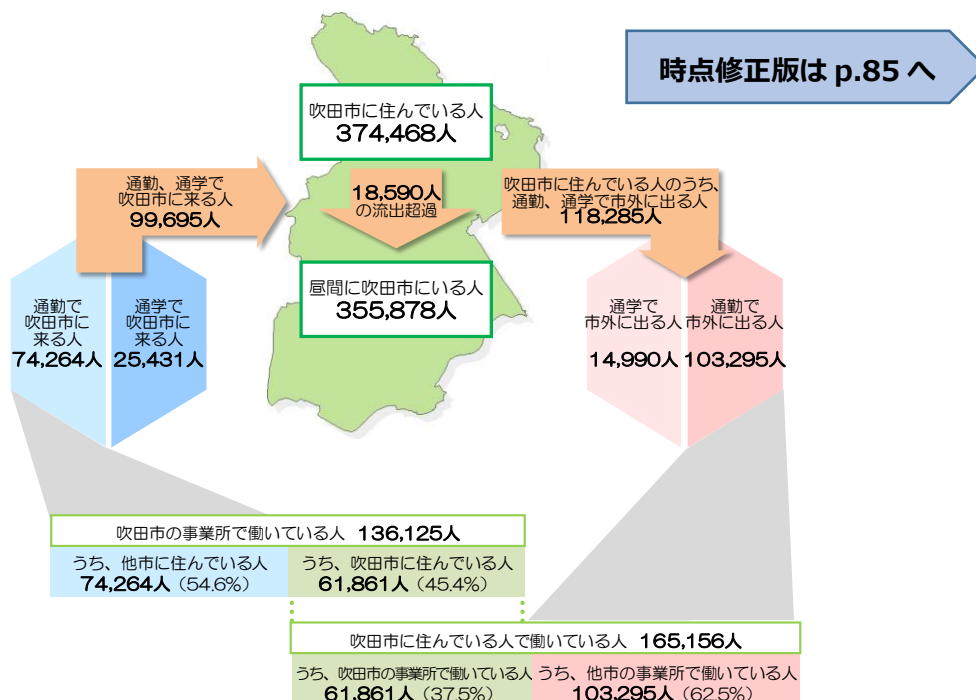 時点修正版は p.85 へ
吹田市に住んでいる人
374,468人
通勤、通学で
吹田市に来る人
99,695人
18,590人
の流出超過
吹田市に住んでいる人のうち、
通勤、通学で市外に出る人
118,285人
昼間に吹田市にいる人
355,878人
通勤で
吹田市に
来る人
74,264人
通学で
吹田市に
来る人
25,431人
通学で
市外に出る人
14,990人
通勤で
市外に出る人
103,295人
吹田市の事業所で働いている人 136,125人
うち、他市に住んでいる人
74,264人（54.6%）
うち、吹田市に住んでいる人
61,861人（45.4%）
吹田市に住んでいる人で働いている人 165,156人
うち、吹田市の事業所で働いている人
61,861人（37.5%）
うち、他市の事業所で働いている人
103,295人（62.5%）